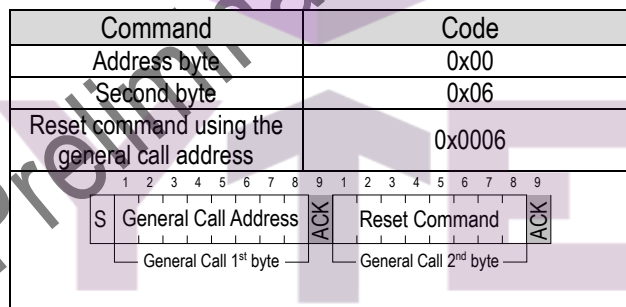 Command Code
Address byte 0x00
Second byte 0x06
Reset command using the general call address 0x0006
1 2 3 4 5 6 7 8 9 1 2 3 4 5 6 7 8 9
S General Call Address ACK Reset Command ACK
General Call 1st byte General Call 2nd byte
Preliminar
YTE